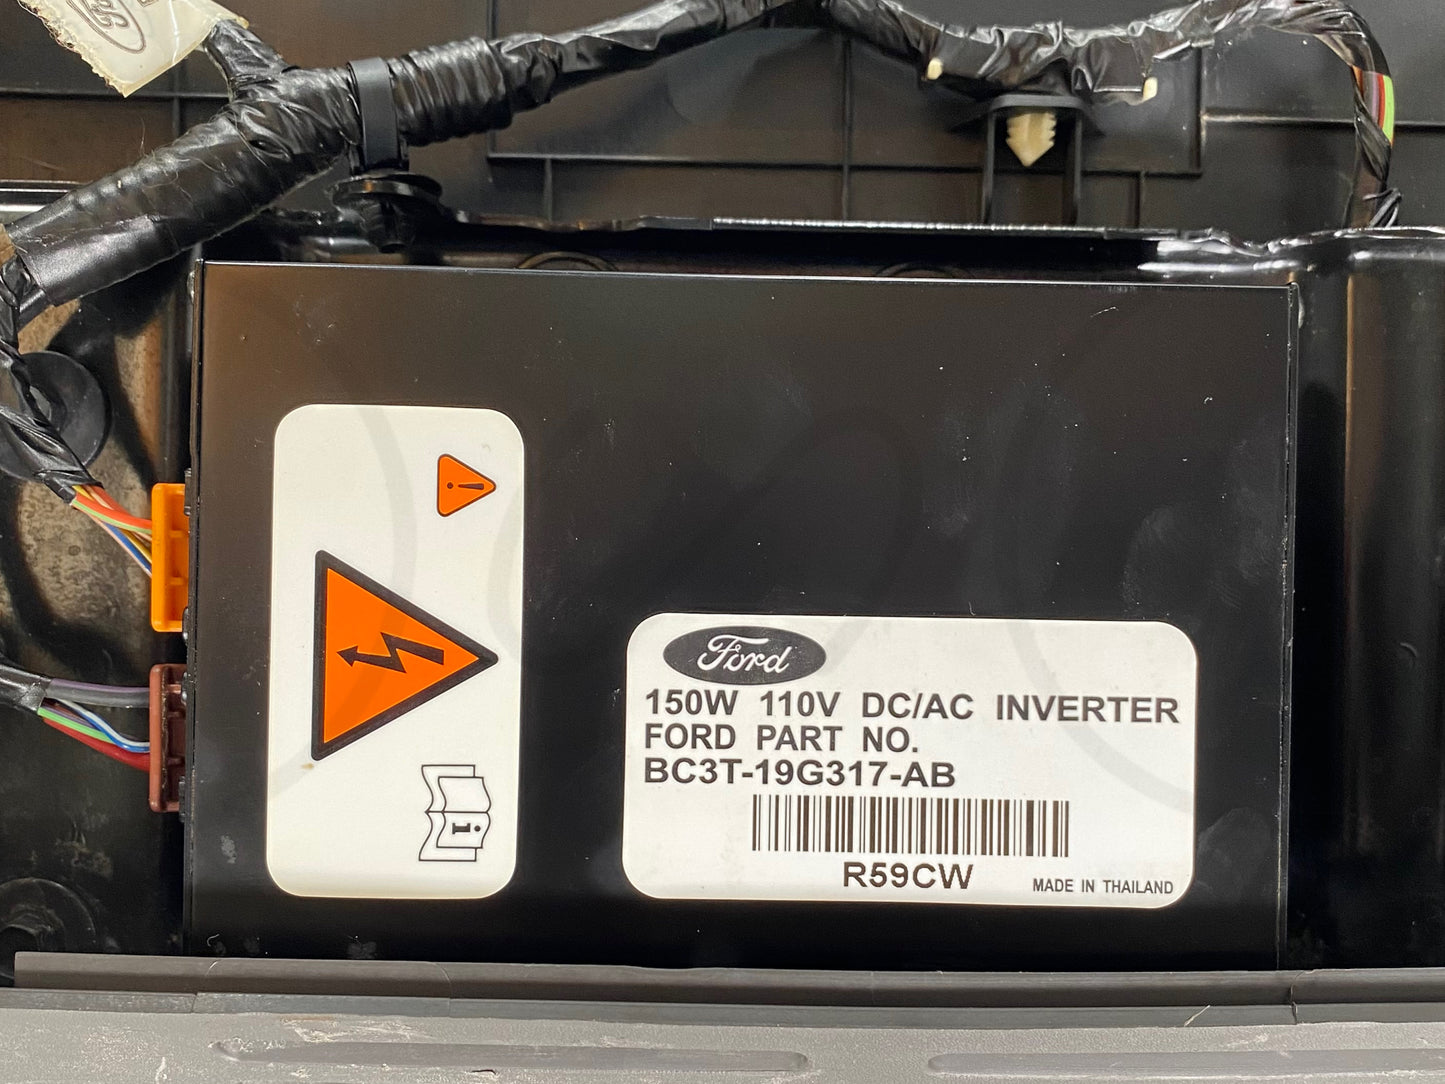 Ford
150W 110V DC/AC INVERTER
FORD PART NO.
BC3T-19G317-AB
R59CW
MADE IN THAILAND